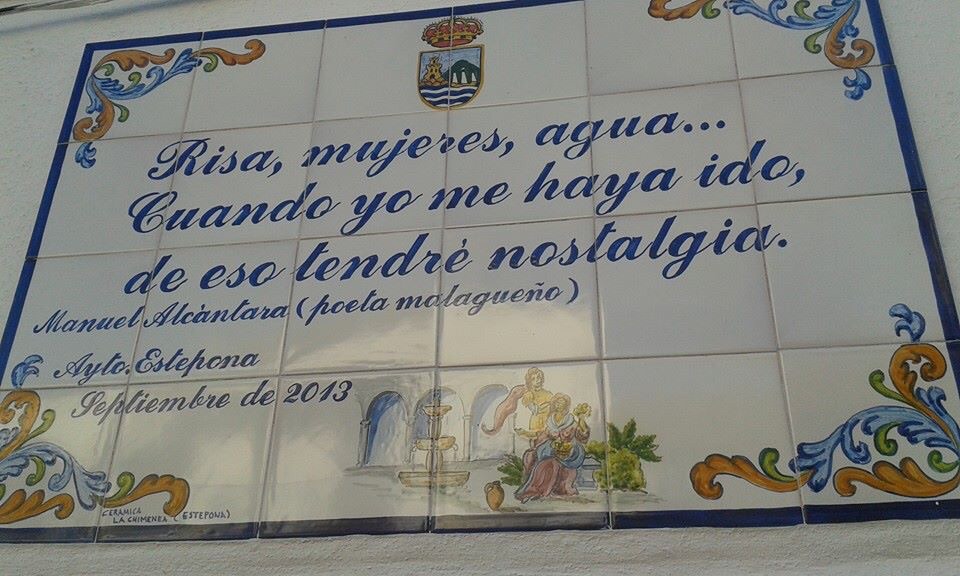 Risa, mujeres, agua...
Cuando yo me haya ido,
de eso tendré nostalgia.
Manuel Alcàntara (poeta malagueño)
Ayto. Estepona
Septiembre de 2013
CERAMICA
LA CHIMENEA (ESTEPONA)